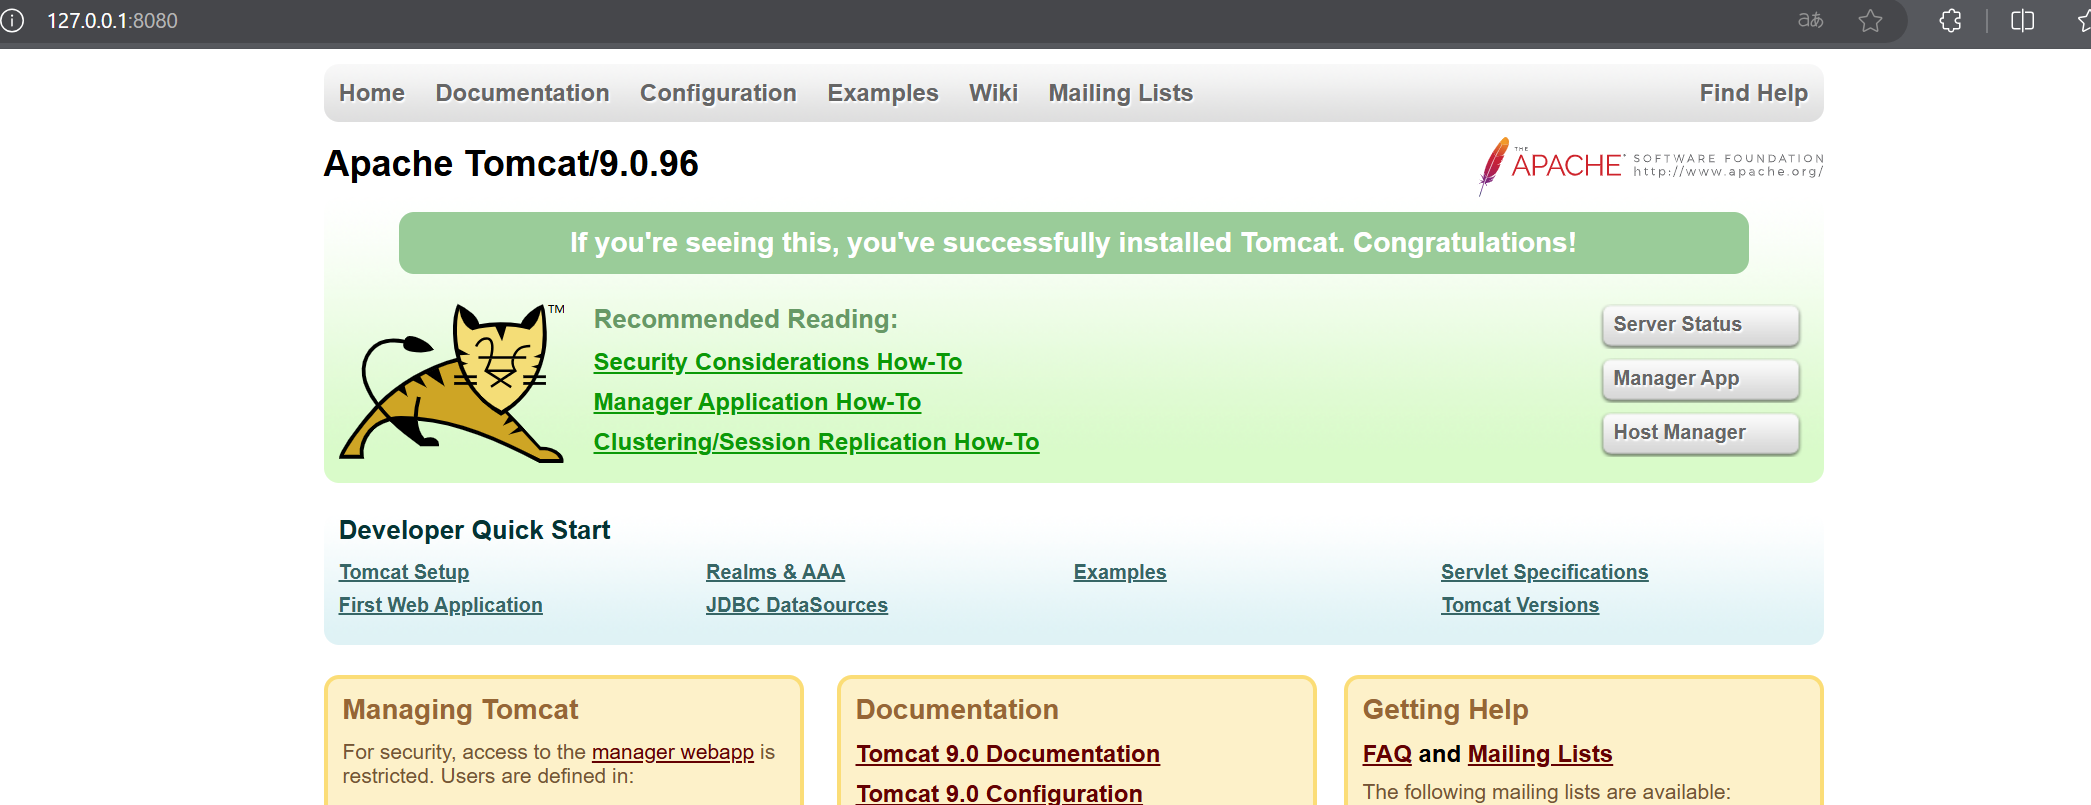 127.0.0.1:8080
aあ
Home Documentation Configuration Examples Wiki Mailing Lists Find Help
Apache Tomcat/9.0.96
THE APACHE® SOFTWARE FOUNDATION
http://www.apache.org/
If you're seeing this, you've successfully installed Tomcat. Congratulations!
TM
Recommended Reading:
Security Considerations How-To
Manager Application How-To
Clustering/Session Replication How-To
Server Status
Manager App
Host Manager
Developer Quick Start
Tomcat Setup
First Web Application
Realms & AAA
JDBC DataSources
Examples
Servlet Specifications
Tomcat Versions
Managing Tomcat
For security, access to the manager webapp is
restricted. Users are defined in:
Documentation
Tomcat 9.0 Documentation
Tomcat 9.0 Configuration
Getting Help
FAQ and Mailing Lists
The following mailing lists are available: